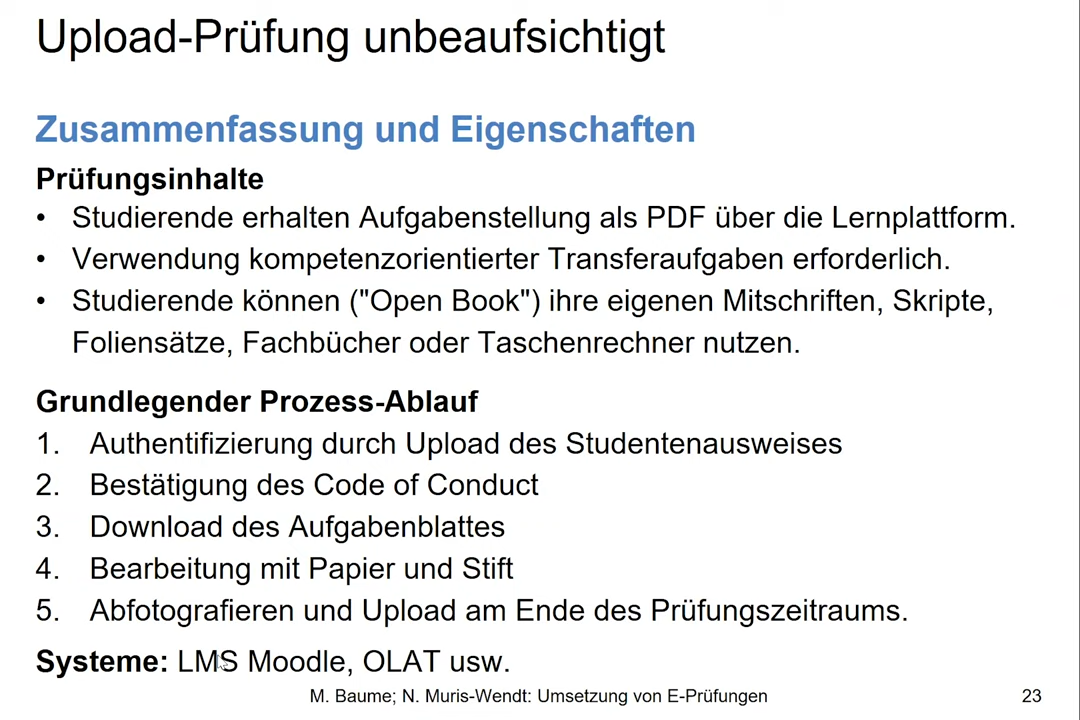 Upload-Prüfung unbeaufsichtigt
Zusammenfassung und Eigenschaften
Prüfungsinhalte
• Studierende erhalten Aufgabenstellung als PDF über die Lernplattform.
• Verwendung kompetenzorientierter Transferaufgaben erforderlich.
• Studierende können ("Open Book") ihre eigenen Mitschriften, Skripte,
Foliensätze, Fachbücher oder Taschenrechner nutzen.
Grundlegender Prozess-Ablauf
1. Authentifizierung durch Upload des Studentenausweises
2. Bestätigung des Code of Conduct
3. Download des Aufgabenblattes
4. Bearbeitung mit Papier und Stift
5. Abfotografieren und Upload am Ende des Prüfungszeitraums.
Systeme: LMS Moodle, OLAT usw.
M. Baume; N. Muris-Wendt: Umsetzung von E-Prüfungen
23